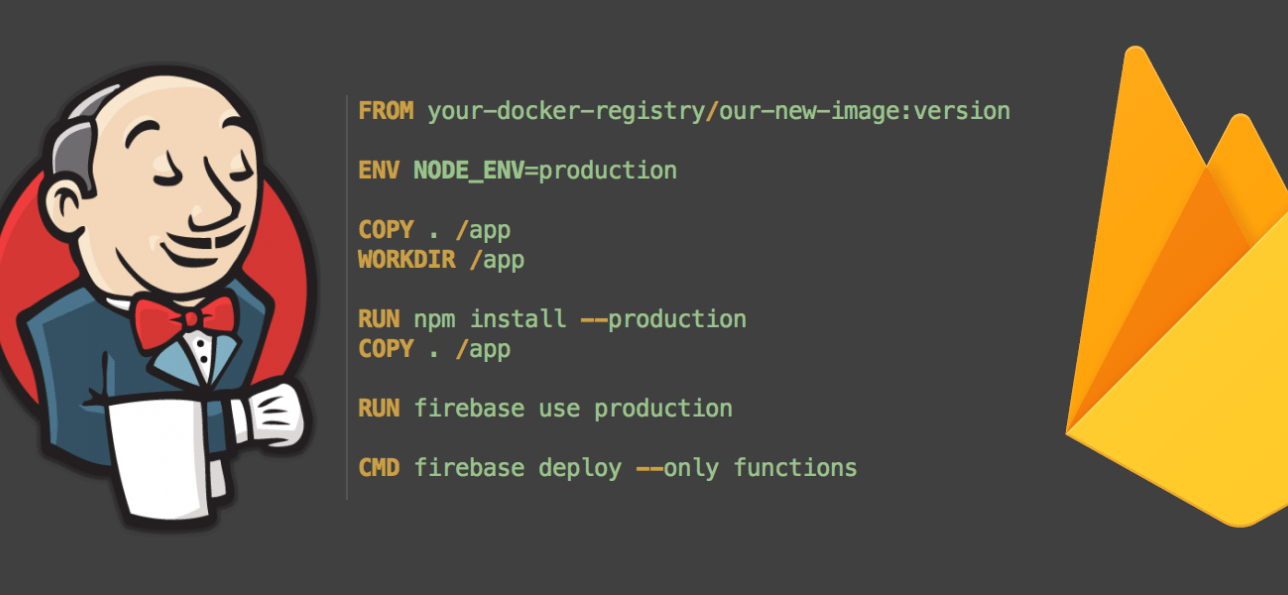 FROM your-docker-registry/our-new-image:version
ENV NODE_ENV=production
COPY . /app
WORKDIR /app
RUN npm install --production
COPY . /app
RUN firebase use production
CMD firebase deploy --only functions